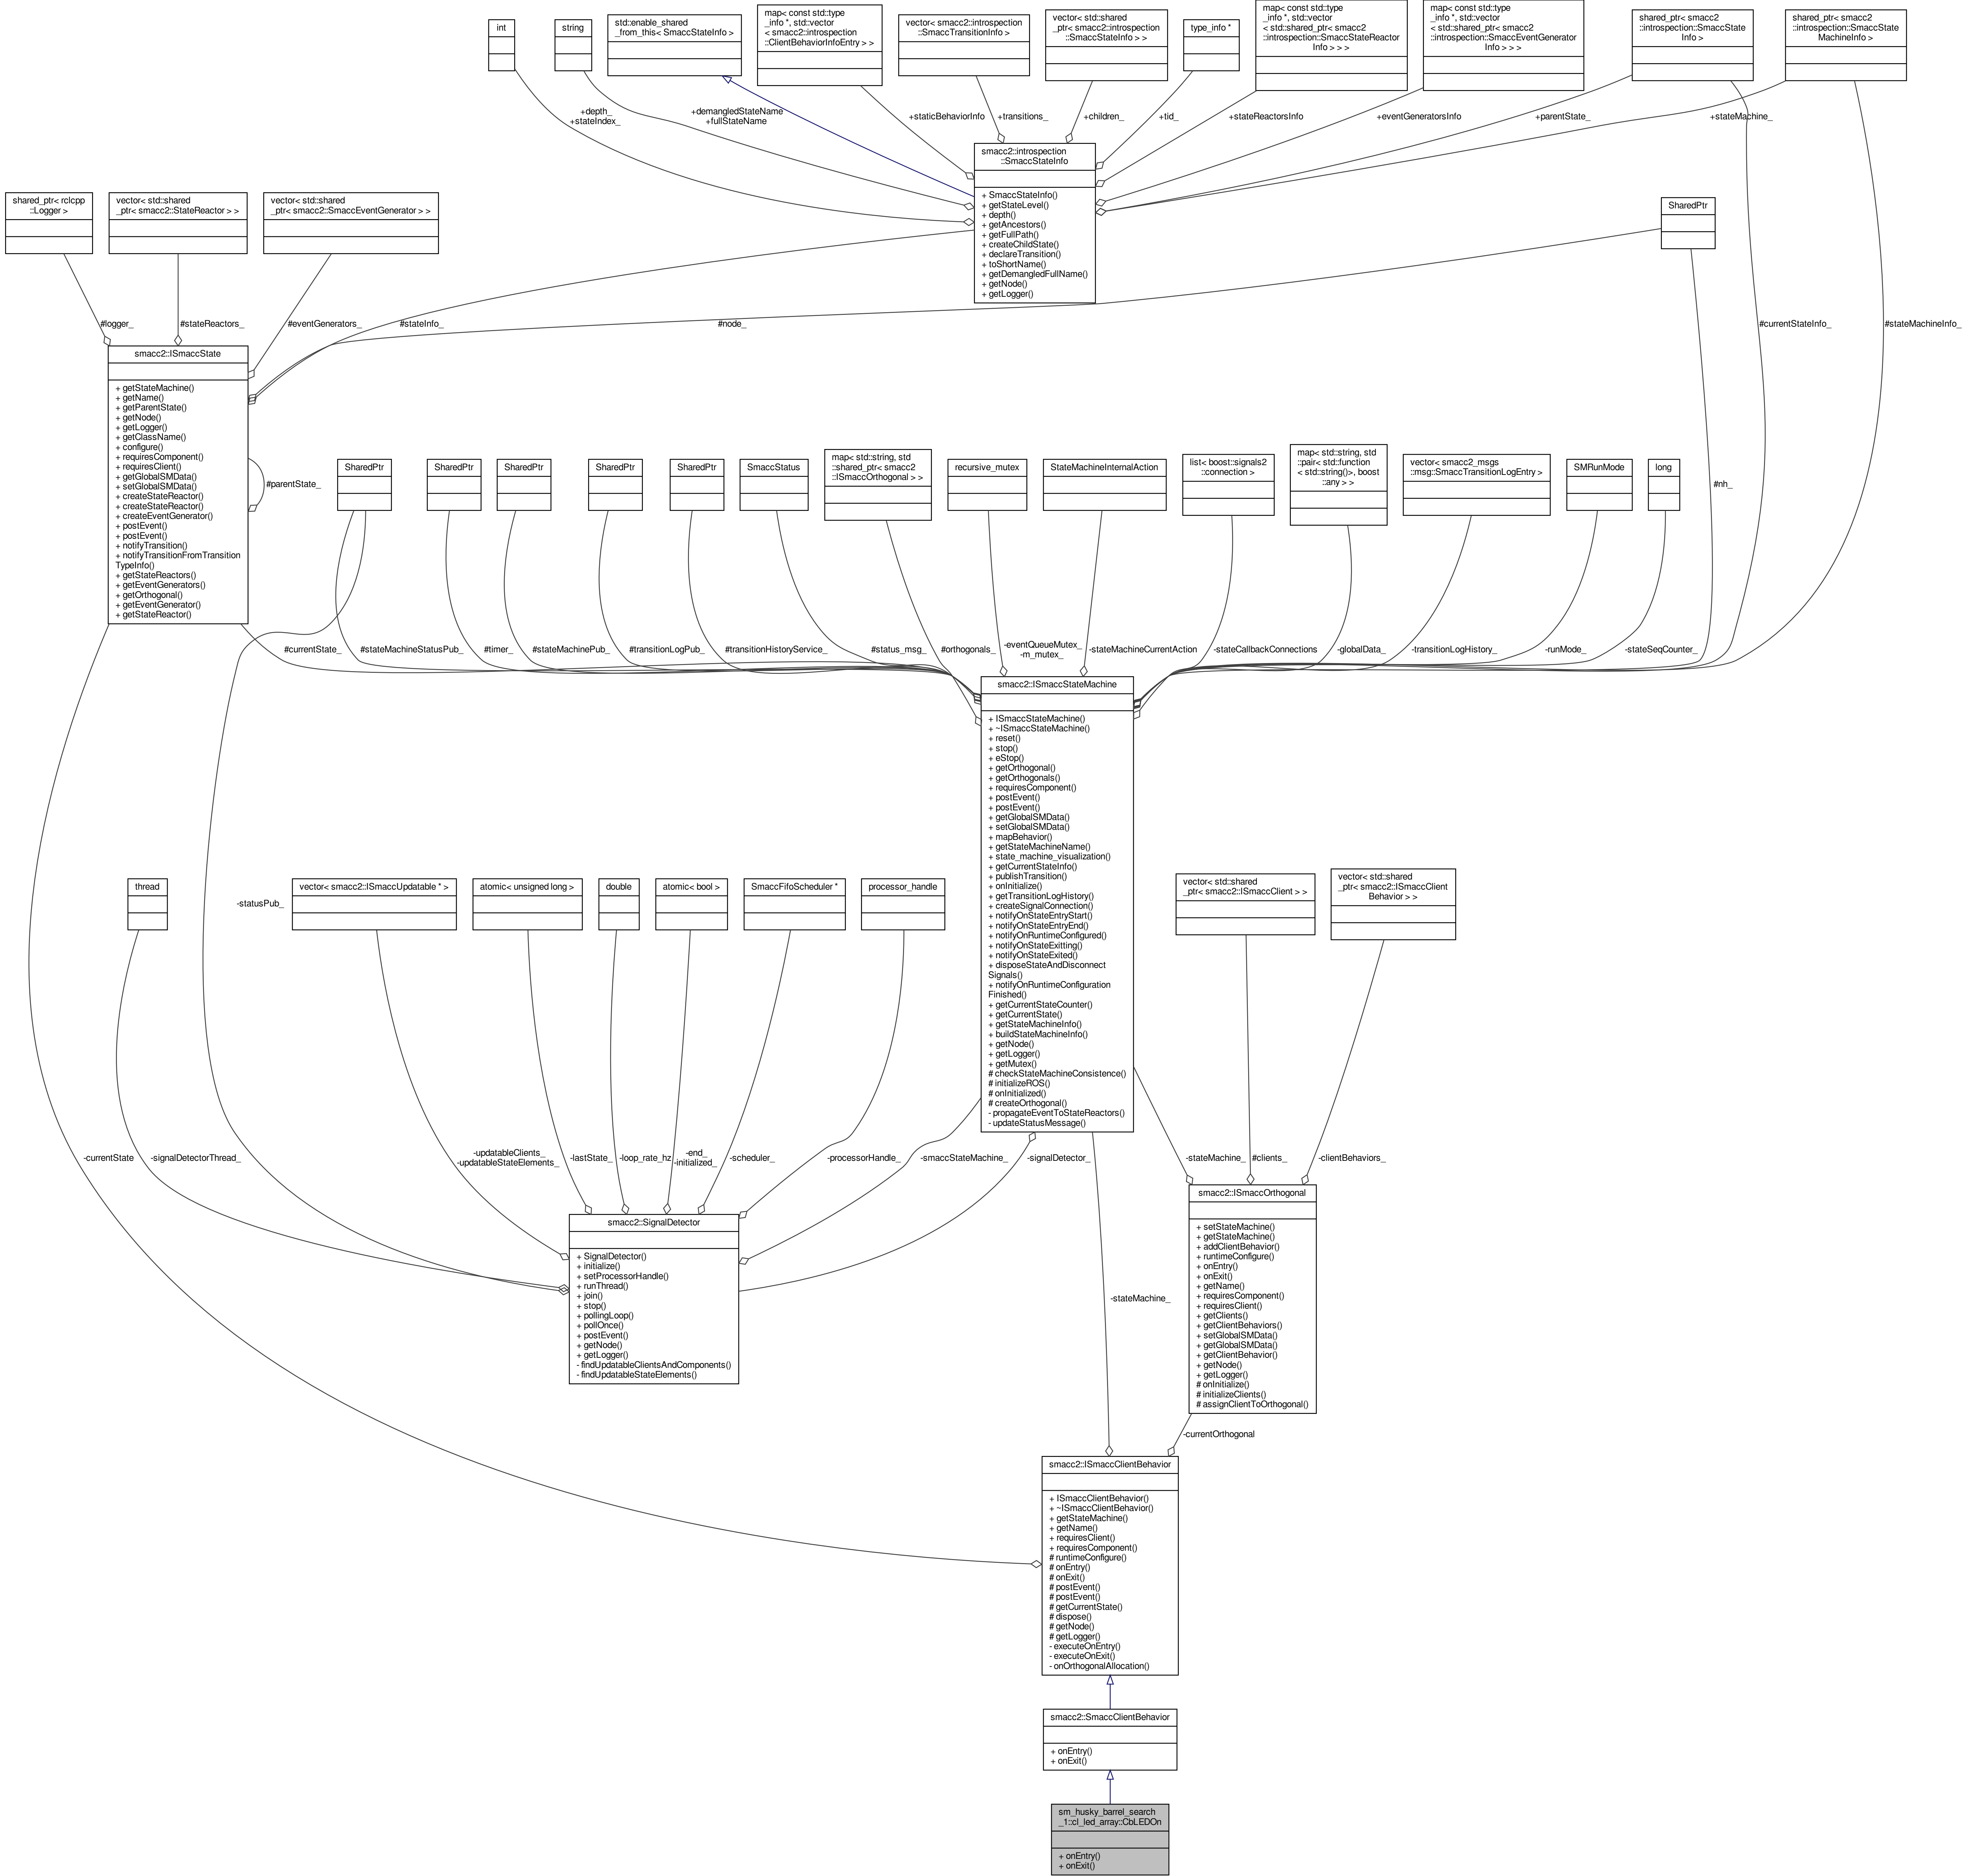 int
string
std::enable_shared
_from_this< SmaccStateInfo >
map< const std::type
_info *, std::vector
< smacc2::introspection
::ClientBehaviorInfoEntry > >
vector< smacc2::introspection
::SmaccTransitionInfo >
vector< std::shared
_ptr< smacc2::introspection
::SmaccStateInfo > >
type_info *
map< const std::type
_info *, std::vector
< std::shared_ptr< smacc2
::introspection::SmaccStateReactor
Info > > >
map< const std::type
_info *, std::vector
< std::shared_ptr< smacc2
::introspection::SmaccEventGenerator
Info > > >
shared_ptr< smacc2
::introspection::SmaccState
Info >
shared_ptr< smacc2
::introspection::SmaccState
MachineInfo >
+depth_
+stateIndex_
+demangledStateName
+fullStateName
+staticBehaviorInfo
+transitions_
+children_
+tid_
+stateReactorsInfo
+eventGeneratorsInfo
+parentState_
+stateMachine_
smacc2::introspection
::SmaccStateInfo
+ SmaccStateInfo()
+ getStateLevel()
+ depth()
+ getAncestors()
+ getFullPath()
+ createChildState()
+ declareTransition()
+ toShortName()
+ getDemangledFullName()
+ getNode()
+ getLogger()
shared_ptr< rclcpp
::Logger >
vector< std::shared
_ptr< smacc2::StateReactor > >
vector< std::shared
_ptr< smacc2::SmaccEventGenerator > >
SharedPtr
#logger_
#stateReactors_
#eventGenerators_
#stateInfo_
#node_
#currentStateInfo_
#stateMachineInfo_
smacc2::ISmaccState
+ getStateMachine()
+ getName()
+ getParentState()
+ getNode()
+ getLogger()
+ getClassName()
+ configure()
+ requiresComponent()
+ requiresClient()
+ getGlobalSMData()
+ setGlobalSMData()
+ createStateReactor()
+ createStateReactor()
+ createEventGenerator()
+ postEvent()
+ postEvent()
+ notifyTransition()
+ notifyTransitionFromTransition
TypeInfo()
+ getStateReactors()
+ getEventGenerators()
+ getOrthogonal()
+ getEventGenerator()
+ getStateReactor()
#parentState_
SharedPtr
SharedPtr
SharedPtr
SharedPtr
SharedPtr
SmaccStatus
map< std::string, std
::shared_ptr< smacc2
::ISmaccOrthogonal > >
recursive_mutex
StateMachineInternalAction
list< boost::signals2
::connection >
map< std::string, std
::pair< std::function
< std::string()>, boost
::any > >
vector< smacc2_msgs
::msg::SmaccTransitionLogEntry >
SMRunMode
long
#nh_
#currentState_
#stateMachineStatusPub_
#timer_
#stateMachinePub_
#transitionLogPub_
#transitionHistoryService_
#status_msg_
#orthogonals_
-eventQueueMutex_
-m_mutex_
-stateMachineCurrentAction
-stateCallbackConnections
-globalData_
-transitionLogHistory_
-runMode_
-stateSeqCounter_
smacc2::ISmaccStateMachine
+ ISmaccStateMachine()
+ ~ISmaccStateMachine()
+ reset()
+ stop()
+ eStop()
+ getOrthogonal()
+ getOrthogonals()
+ requiresComponent()
+ postEvent()
+ postEvent()
+ getGlobalSMData()
+ setGlobalSMData()
+ mapBehavior()
+ getStateMachineName()
+ state_machine_visualization()
+ getCurrentStateInfo()
+ publishTransition()
+ onInitialize()
+ getTransitionLogHistory()
+ createSignalConnection()
+ notifyOnStateEntryStart()
+ notifyOnStateEntryEnd()
+ notifyOnRuntimeConfigured()
+ notifyOnStateExitting()
+ notifyOnStateExited()
+ disposeStateAndDisconnect
Signals()
+ notifyOnRuntimeConfiguration
Finished()
+ getCurrentStateCounter()
+ getCurrentState()
+ getStateMachineInfo()
+ buildStateMachineInfo()
+ getNode()
+ getLogger()
+ getMutex()
# checkStateMachineConsistence()
# initializeROS()
# onInitialized()
# createOrthogonal()
- propagateEventToStateReactors()
- updateStatusMessage()
thread
-statusPub_
vector< smacc2::ISmaccUpdatable * >
atomic< unsigned long >
double
atomic< bool >
SmaccFifoScheduler *
processor_handle
vector< std::shared
_ptr< smacc2::ISmaccClient > >
vector< std::shared
_ptr< smacc2::ISmaccClient
Behavior > >
-currentState
-signalDetectorThread_
-updatableClients_
-updatableStateElements_
-lastState_
-loop_rate_hz
-end_
-initialized_
-scheduler_
-processorHandle_
-smaccStateMachine_
-signalDetector_
-stateMachine_
#clients_
-clientBehaviors_
smacc2::SignalDetector
+ SignalDetector()
+ initialize()
+ setProcessorHandle()
+ runThread()
+ join()
+ stop()
+ pollingLoop()
+ pollOnce()
+ postEvent()
+ getNode()
+ getLogger()
- findUpdatableClientsAndComponents()
- findUpdatableStateElements()
smacc2::ISmaccOrthogonal
+ setStateMachine()
+ getStateMachine()
+ addClientBehavior()
+ runtimeConfigure()
+ onEntry()
+ onExit()
+ getName()
+ requiresComponent()
+ requiresClient()
+ getClients()
+ getClientBehaviors()
+ setGlobalSMData()
+ getGlobalSMData()
+ getClientBehavior()
+ getNode()
+ getLogger()
# onInitialize()
# initializeClients()
# assignClientToOrthogonal()
-stateMachine_
-currentOrthogonal
smacc2::ISmaccClientBehavior
+ ISmaccClientBehavior()
+ ~ISmaccClientBehavior()
+ getStateMachine()
+ getName()
+ requiresClient()
+ requiresComponent()
# runtimeConfigure()
# onEntry()
# onExit()
# postEvent()
# postEvent()
# getCurrentState()
# dispose()
# getNode()
# getLogger()
- executeOnEntry()
- executeOnExit()
- onOrthogonalAllocation()
smacc2::SmaccClientBehavior
+ onEntry()
+ onExit()
sm_husky_barrel_search
_1::cl_led_array::CbLEDOn
+ onEntry()
+ onExit()